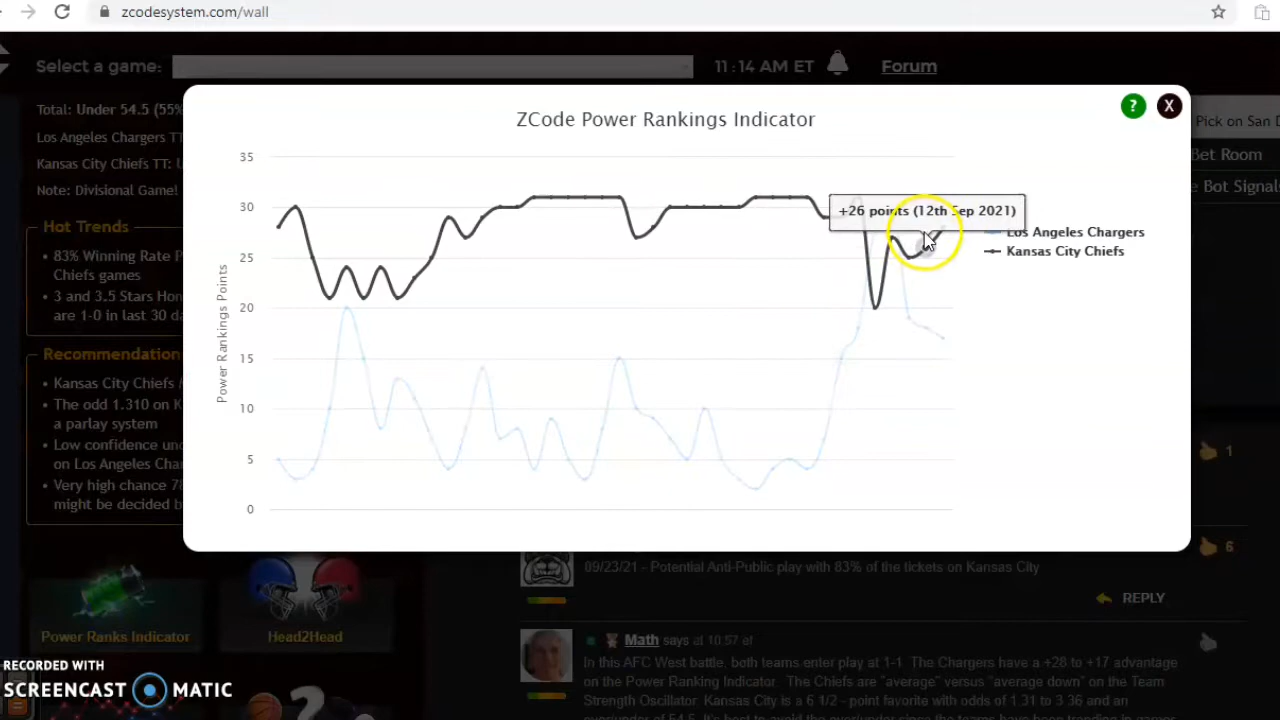 zcodesystem.com/wall
Select a game:
11:14 AM ET
Forum
Total: Under 54.5 (55%
Los Angeles Chargers TT
Kansas City Chiefs TT:
Note: Divisional Game!
Hot Trends
83% Winning Rate
Chiefs games
3 and 3.5 Stars
are 1-0 in last 30
Recommendation
Kansas City Chiefs
The odd 1.310 on
a parlay system
Low confidence
on Los Angeles
Very high chance
might be decided
Power Ranks Indicator
Head2Head
RECORDED WITH
SCREENCAST MATIC
ZCode Power Rankings Indicator
?
X
Power Rankings Points
35
30
25
20
15
10
5
0
+26 points (12th Sep 2021)
Los Angeles Chargers
Kansas City Chiefs
Pick on San
Bet Room
Bot Signals
1
6
09/23/21 - Potential Anti-Public play with 83% of the tickets on Kansas City
REPLY
Math says at 10:57 et
In this AFC West battle, both teams enter play at 1-1. The Chargers have a +28 to +17 advantage
on the Power Ranking Indicator. The Chiefs are "average" versus "average down" on the Team
Strength Oscillator. Kansas City is a 6 1/2 - point favorite with odds of 1.31 to 3.36 and an